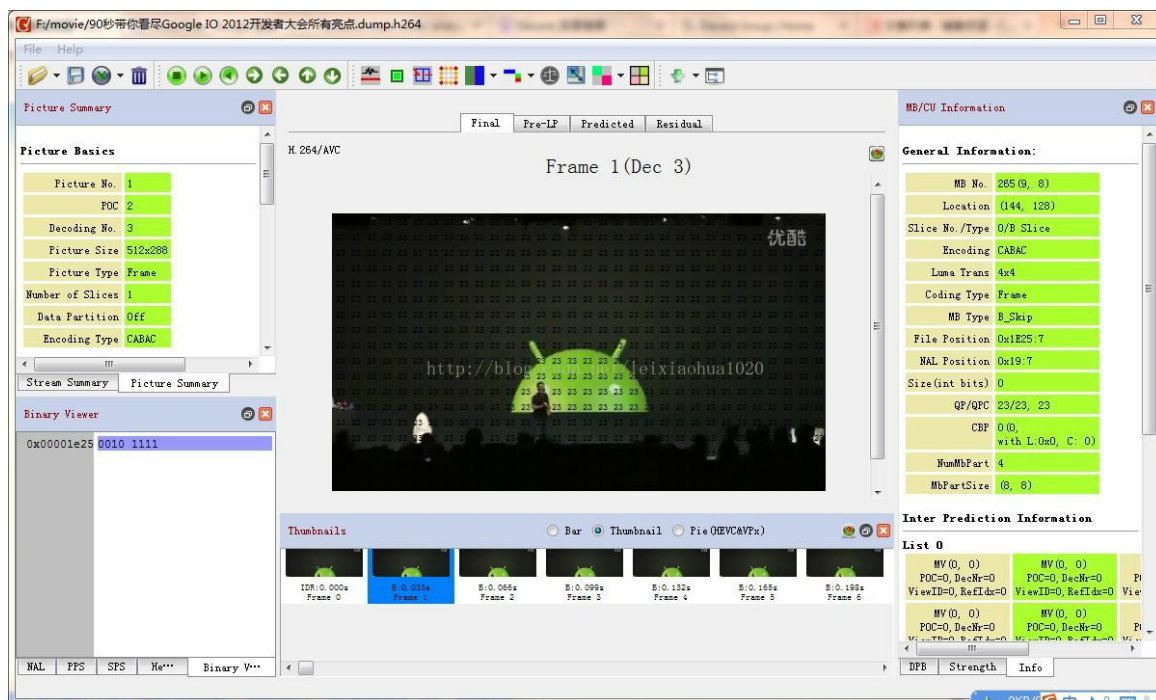 F:/movie/90秒带你看尽Google IO 2012开发者大会所有亮点.dump.h264
File Help
Picture Summary
Picture Basics
Picture No. 1
POC 2
Decoding No. 3
Picture Size 512x288
Picture Type Frame
Number of Slices 1
Data Partition Off
Encoding Type CABAC
Stream Summary Picture Summary
Binary Viewer
0x00001e25 0010 1111
NAL PPS SPS He··· Binary V···
Final Pre-LP Predicted Residual
H.264/AVC
Frame 1(Dec 3)
优酷
Thumbnails Bar Thumbnail Pie(HEVC&VPx)
IDR:0.000s B:0.033s B:0.066s B:0.099s B:0.132s B:0.165s B:0.198s
Frame 0 Frame 1 Frame 2 Frame 3 Frame 4 Frame 5 Frame 6
MB/CU Information
General Information:
MB No. 265(9, 8)
Location (144, 128)
Slice No./Type 0/B Slice
Encoding CABAC
Luma Trans 4x4
Coding Type Frame
MB Type B_Skip
File Position 0x1E25:7
NAL Position 0x19:7
Size(int bits) 0
QP/QPC 23/23, 23
CBP 0(0,
with L:0x0, C: 0)
NumMbPart 4
MbPartSize (8, 8)
Inter Prediction Information
List 0
MV(0, 0) MV(0, 0)
POC=0, DecNr=0 POC=0, DecNr=0
ViewID=0, RefIdx=0 ViewID=0, RefIdx=0
MV(0, 0) MV(0, 0)
POC=0, DecNr=0 POC=0, DecNr=0
DPB Strength Info